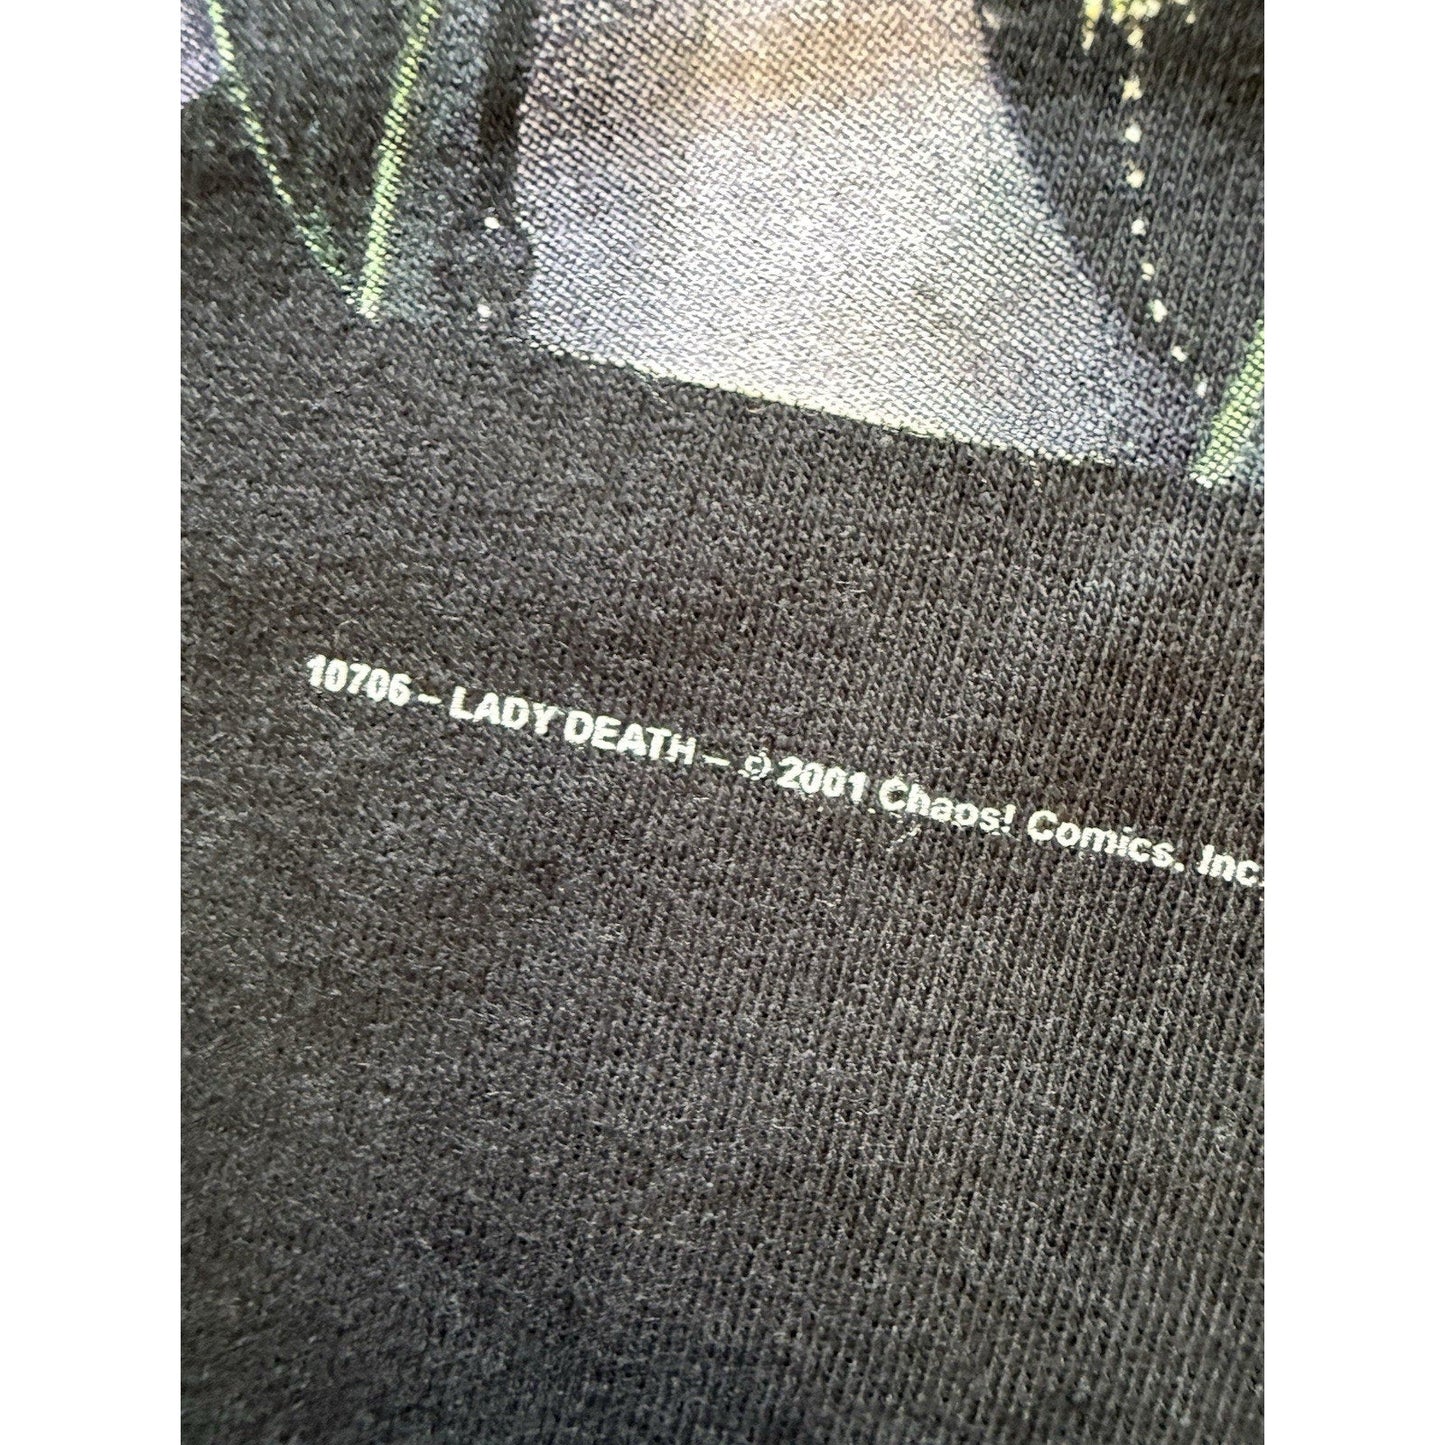 10706 – LADY DEATH – © 2001 Chaos! Comics, Inc.